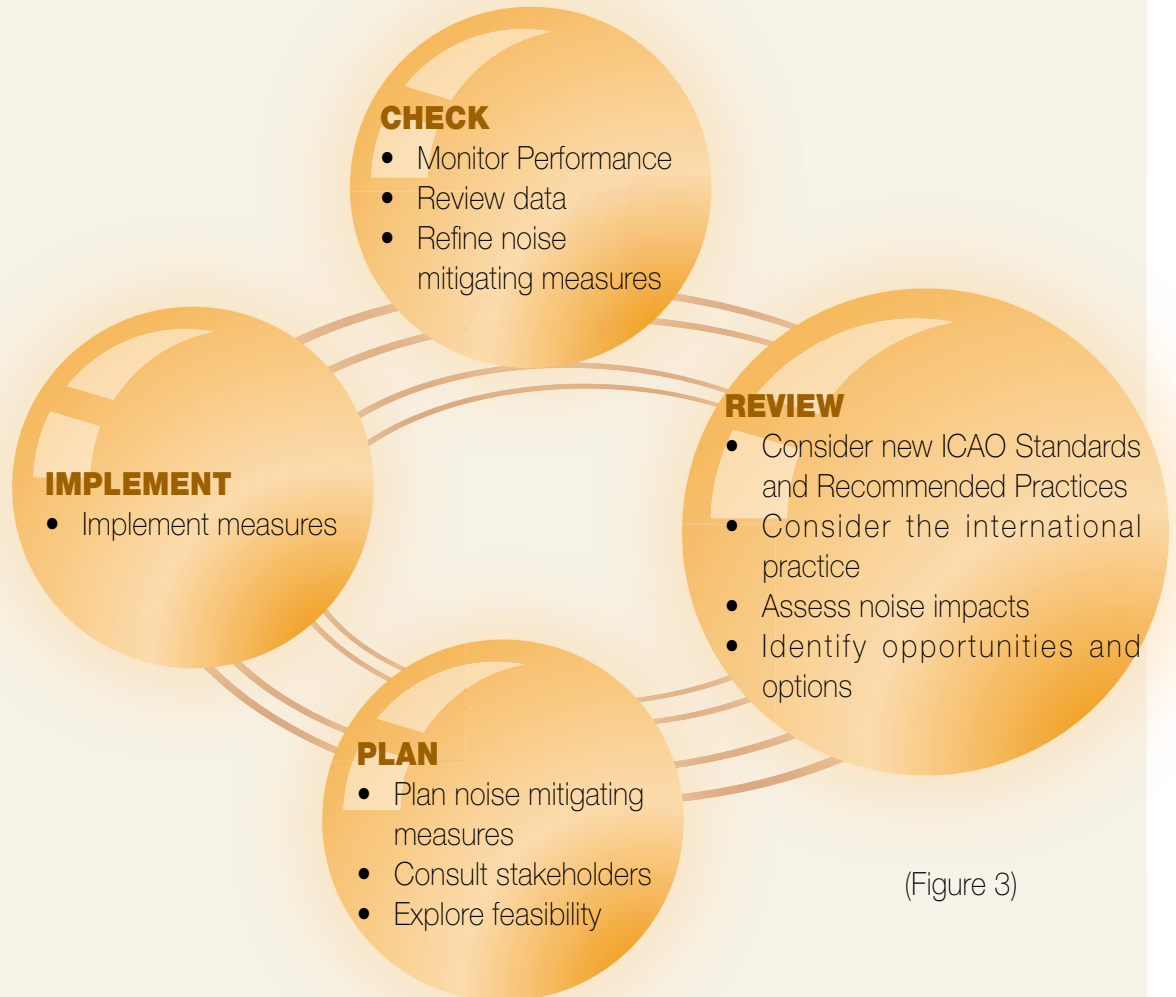 CHECK
• Monitor Performance
• Review data
• Refine noise
mitigating measures
REVIEW
• Consider new ICAO Standards
and Recommended Practices
• Consider the international
practice
• Assess noise impacts
• Identify opportunities and
options
IMPLEMENT
• Implement measures
PLAN
• Plan noise mitigating
measures
• Consult stakeholders
• Explore feasibility
(Figure 3)